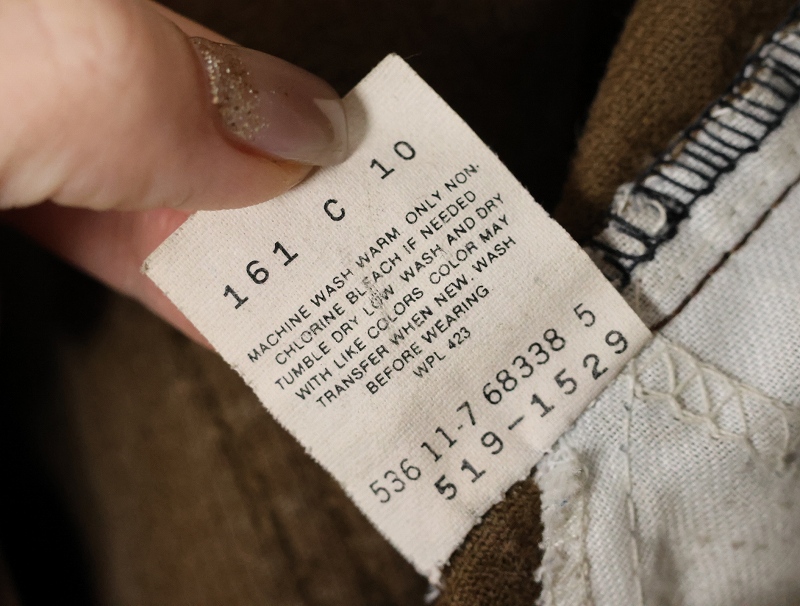 161 C 10
MACHINE WASH WARM ONLY NON-
CHLORINE BLEACH IF NEEDED
TUMBLE DRY LOW WASH AND DRY
WITH LIKE COLORS COLOR MAY
TRANSFER WHEN NEW. WASH
BEFORE WEARING
WPL 423
536 11-7 68338 5
519-1529